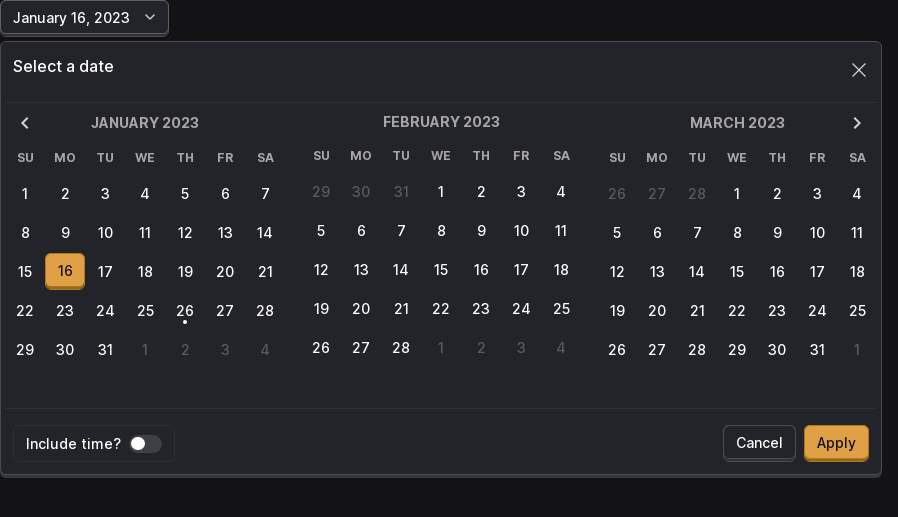 January 16, 2023
Select a date
JANUARY 2023 FEBRUARY 2023 MARCH 2023
SU MO TU WE TH FR SA SU MO TU WE TH FR SA SU MO TU WE TH FR SA
1 2 3 4 5 6 7 29 30 31 1 2 3 4 26 27 28 1 2 3 4
8 9 10 11 12 13 14 5 6 7 8 9 10 11 5 6 7 8 9 10 11
15 16 17 18 19 20 21 12 13 14 15 16 17 18 12 13 14 15 16 17 18
22 23 24 25 26 27 28 19 20 21 22 23 24 25 19 20 21 22 23 24 25
29 30 31 1 2 3 4 26 27 28 1 2 3 4 26 27 28 29 30 31 1
Include time? Cancel Apply